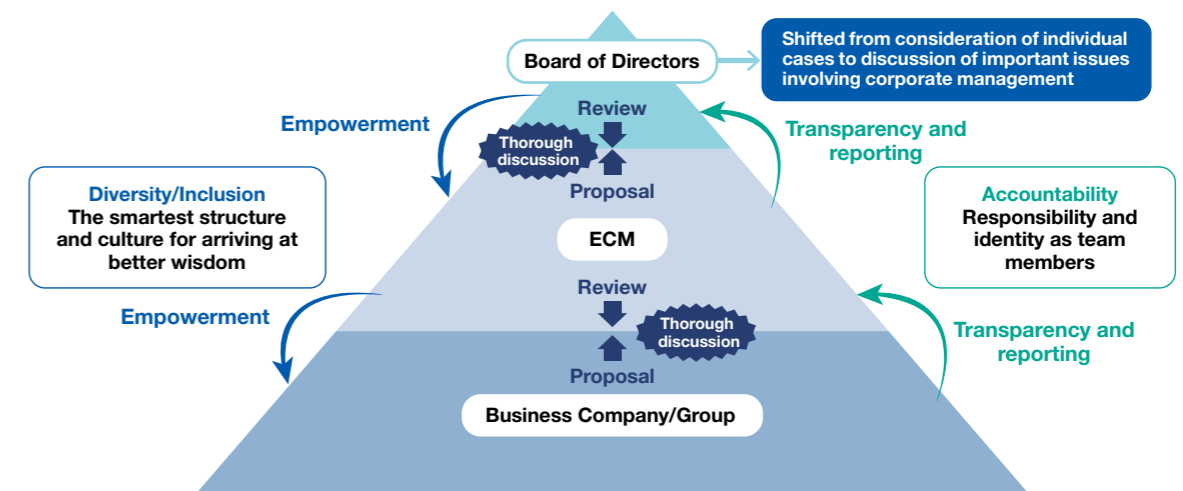 Board of Directors
Shifted from consideration of individual
cases to discussion of important issues
involving corporate management
Review
Empowerment
Thorough
discussion
Transparency and
reporting
Proposal
Diversity/Inclusion
The smartest structure
and culture for arriving at
better wisdom
Accountability
Responsibility and
identity as team
members
ECM
Review
Empowerment
Thorough
discussion
Transparency and
reporting
Proposal
Business Company/Group